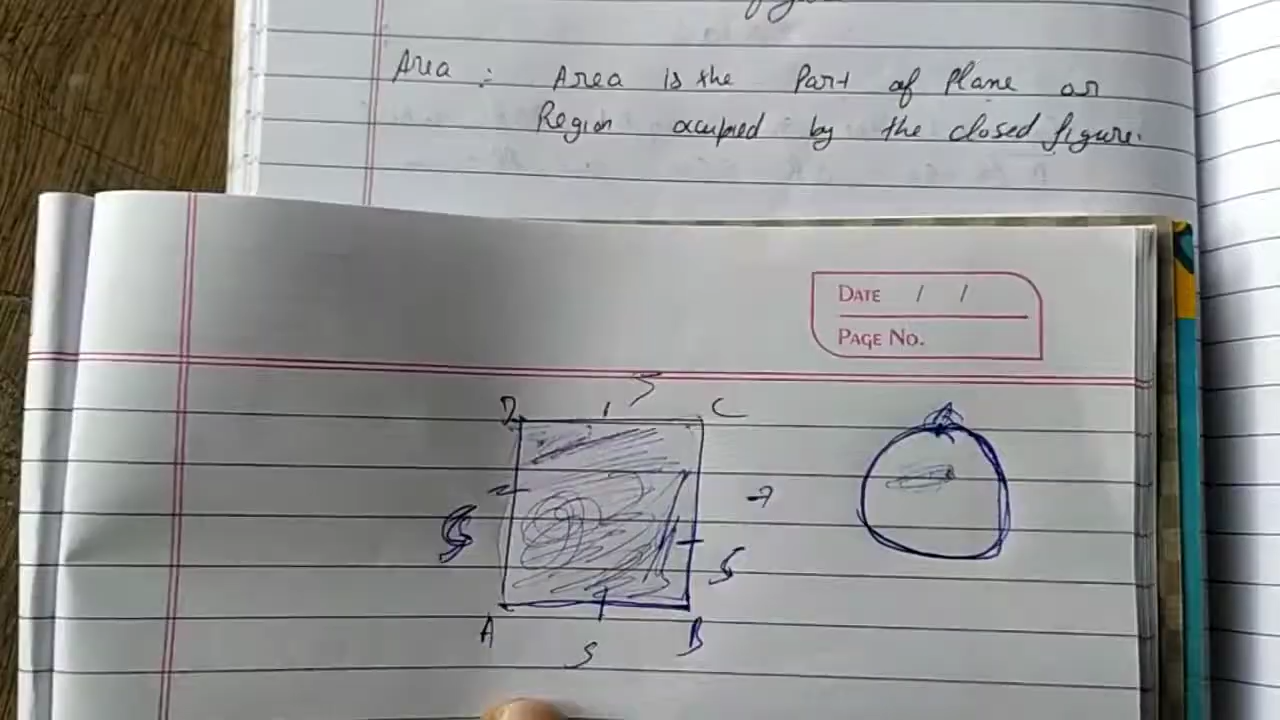 Area : Area is the Part of Plane or
Region occupied by the closed figure.
DATE / /
PAGE NO.
S
D C
S
S
A B
S